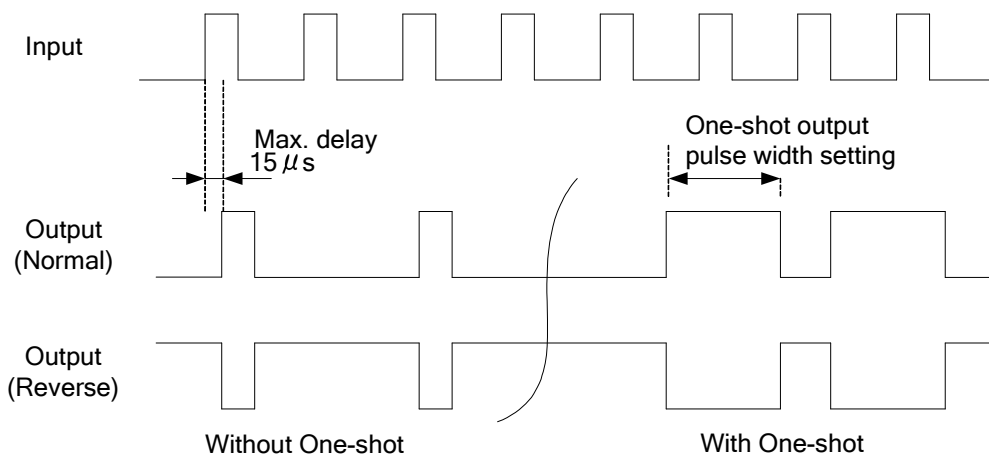 Input
Max. delay
15 μs
One-shot output
pulse width setting
Output
(Normal)
Output
(Reverse)
Without One-shot
With One-shot